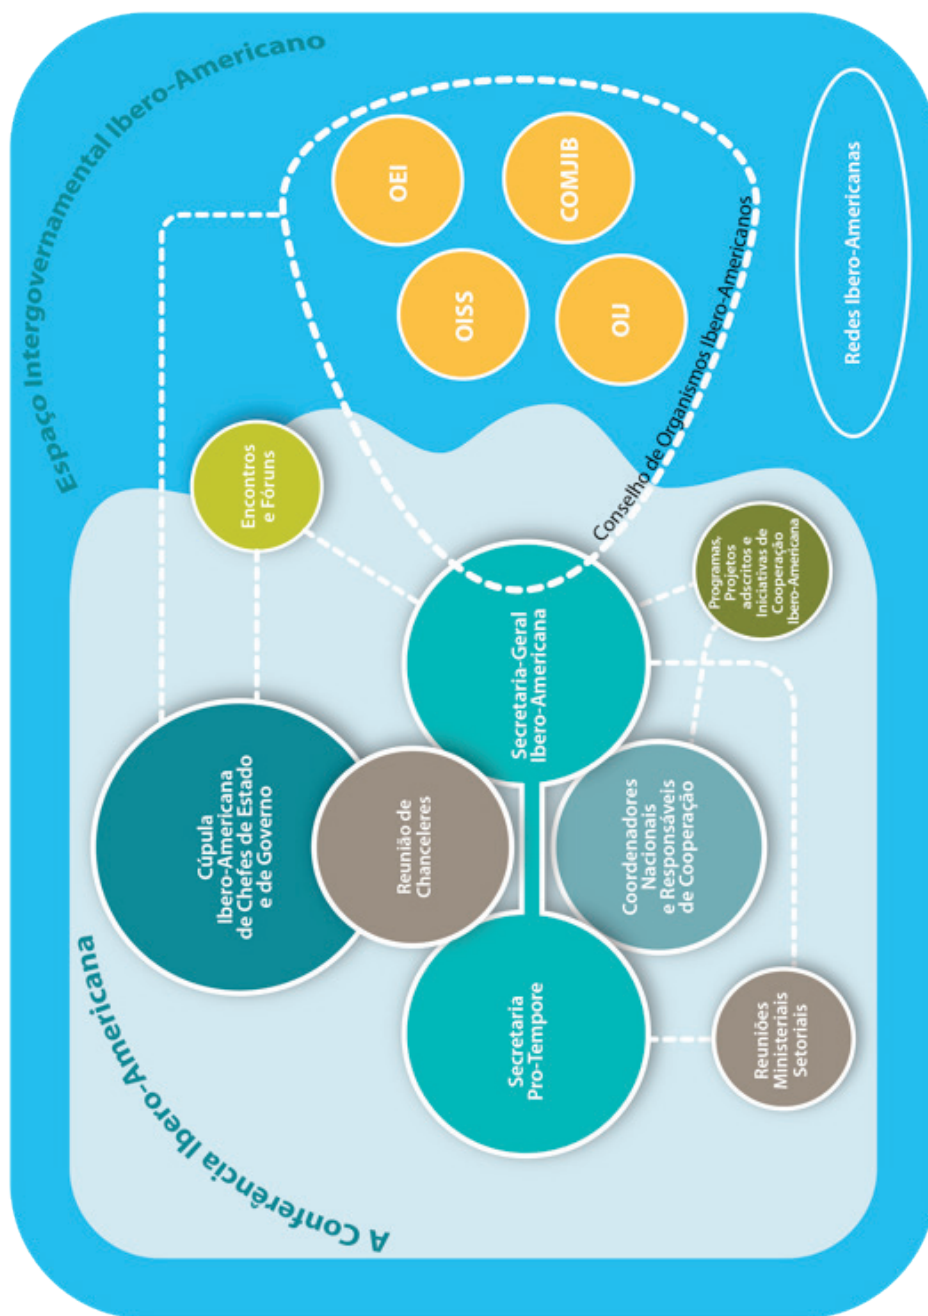 Espaço Intergovernamental Ibero-Americano
A Conferência Ibero-Americana
Cúpula
Ibero-Americana
de Chefes de Estado
e de Governo
Encontros
e Fóruns
Reunião de
Chanceleres
Secretaria
Pro-Tempore
Secretaria-Geral
Ibero-Americana
Coordenadores
Nacionais
e Responsáveis
de Cooperação
Reuniões
Ministeriais
Setoriais
Programas,
Projetos
adscritos e
Iniciativas de
Cooperação
Ibero-Americana
Conselho de Organismos Ibero-Americanos
OEI
OISS
COMJIB
OIJ
Redes Ibero-Americanas